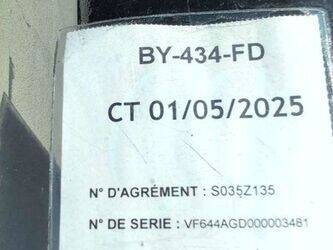 BY-434-FD
CT 01/05/2025
N° D'AGRÉMENT : S035Z135
N° DE SERIE : VF644AGD000003481